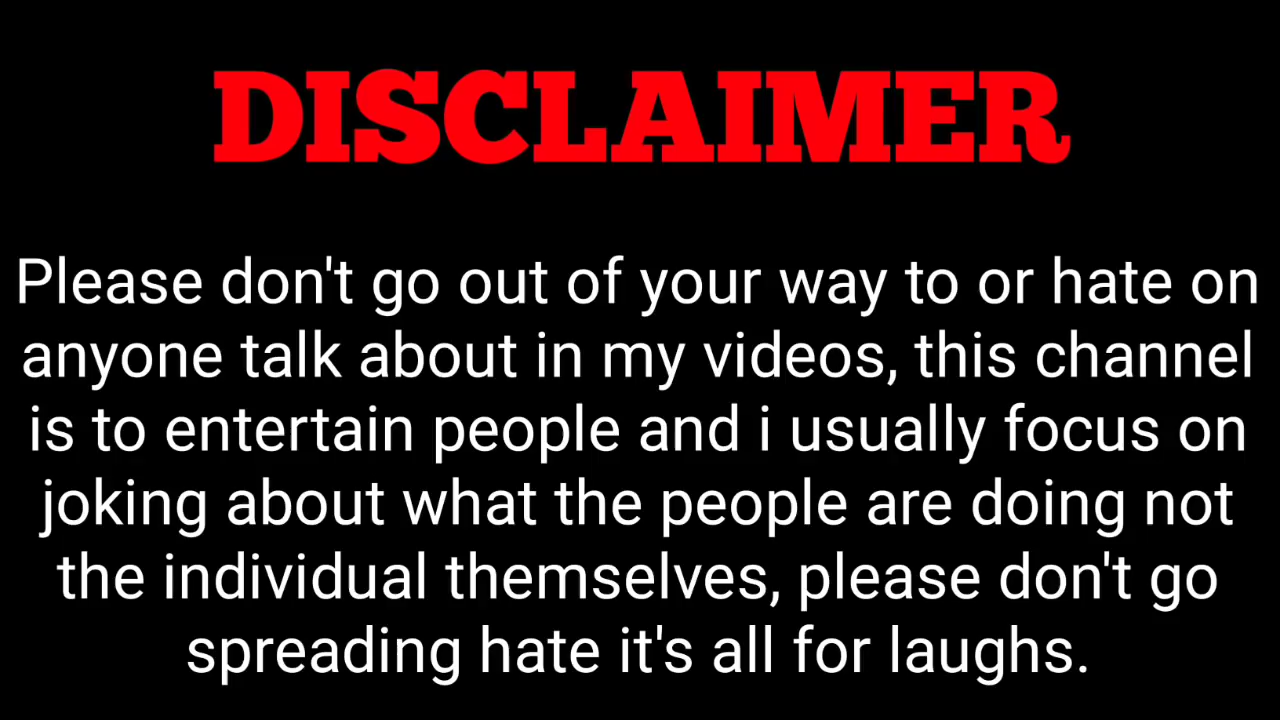 DISCLAIMER
Please don't go out of your way to or hate on
anyone talk about in my videos, this channel
is to entertain people and i usually focus on
joking about what the people are doing not
the individual themselves, please don't go
spreading hate it's all for laughs.